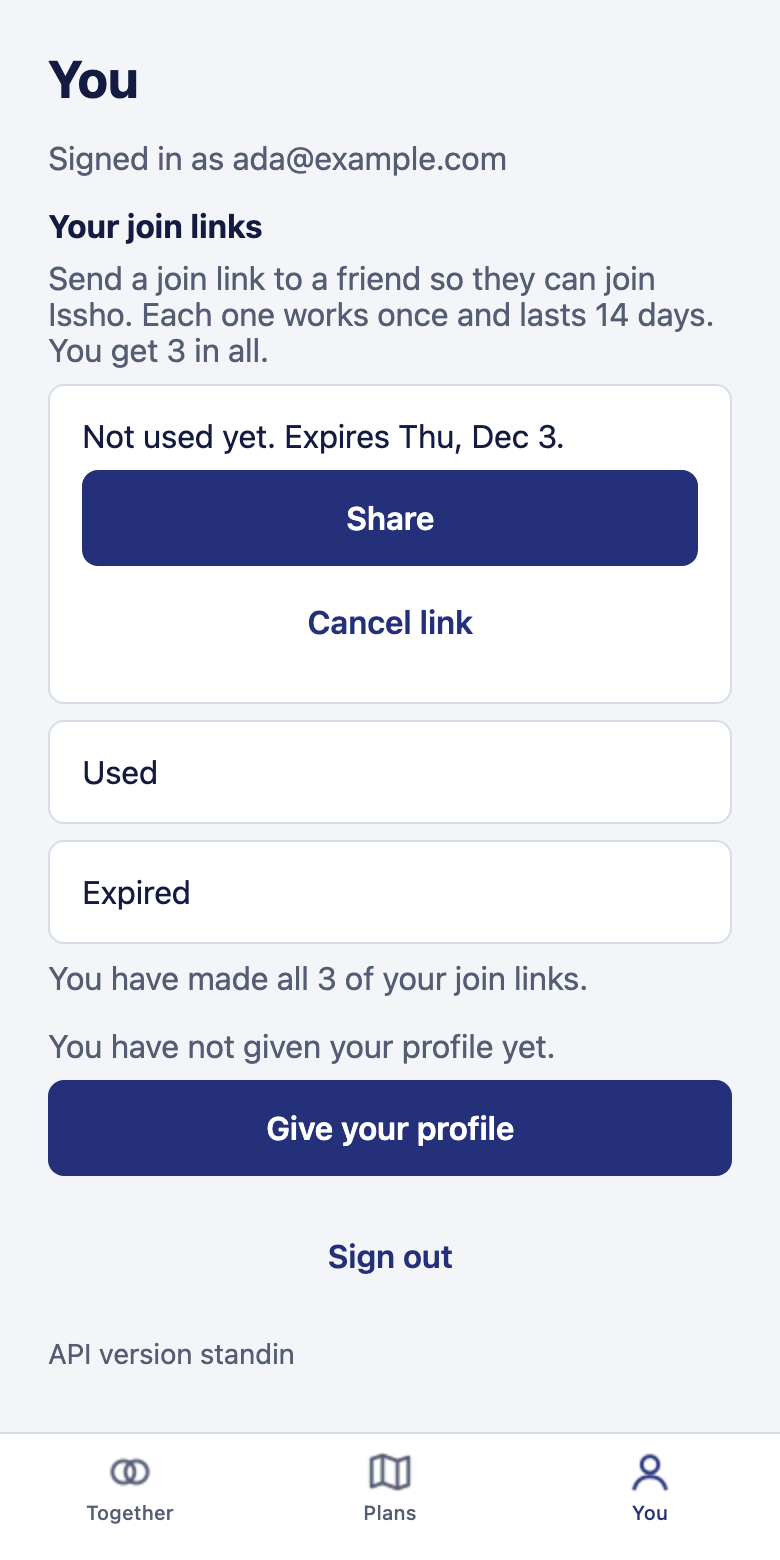 You
Signed in as ada@example.com
Your join links
Send a join link to a friend so they can join
Issho. Each one works once and lasts 14 days.
You get 3 in all.
Not used yet. Expires Thu, Dec 3.
Share
Cancel link
Used
Expired
You have made all 3 of your join links.
You have not given your profile yet.
Give your profile
Sign out
API version standin
Together
Plans
You